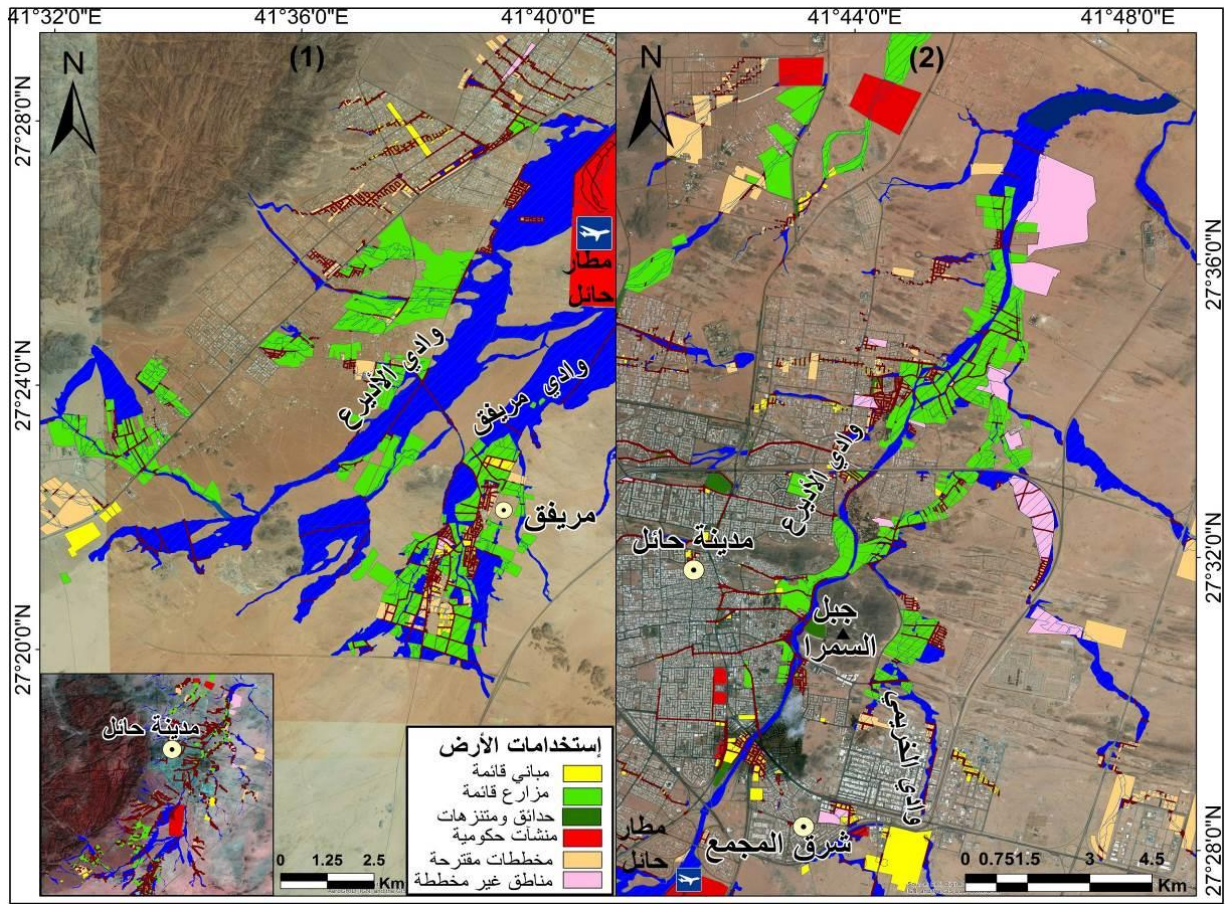 41°32'0"E
41°36'0"E
41°40'0"E
41°44'0"E
41°48'0"E
27°28'0"N
27°24'0"N
27°20'0"N
27°36'0"N
27°32'0"N
27°28'0"N
N
(1)
مطار
حائل
وادي الأديرع
وادي مريفق
مريفق
مدينة حائل
0 1.25 2.5
Km
إستخدامات الأرض
مباني قائمة
مزارع قائمة
حدائق ومتنزهات
منشآت حكومية
مخططات مقترحة
مناطق غير مخططة
N
(2)
وادي الأديرع
مدينة حائل
جبل
السمرا
وادي الخريمي
شرق المجمع
مطار
حائل
0 0.751.5 3 4.5
Km